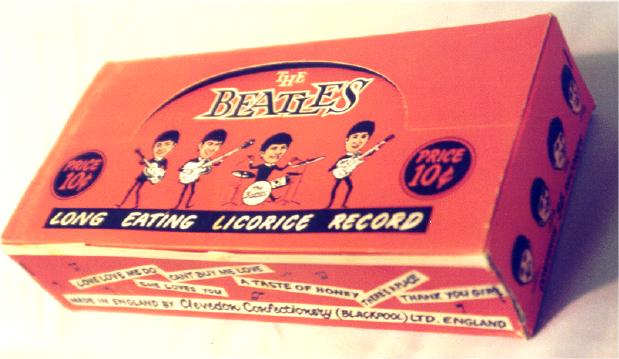 THE
BEATLES
PRICE
10¢
PRICE
10¢
The
Beatles
LONG EATING LICORICE RECORD
LOVE LOVE ME DO
CAN'T BUY ME LOVE
SHE LOVES YOU
A TASTE OF HONEY
THERE'S A PLACE
THANK YOU GIRL
MADE IN ENGLAND BY Clevedon Confectionery (BLACKPOOL) LTD. ENGLAND